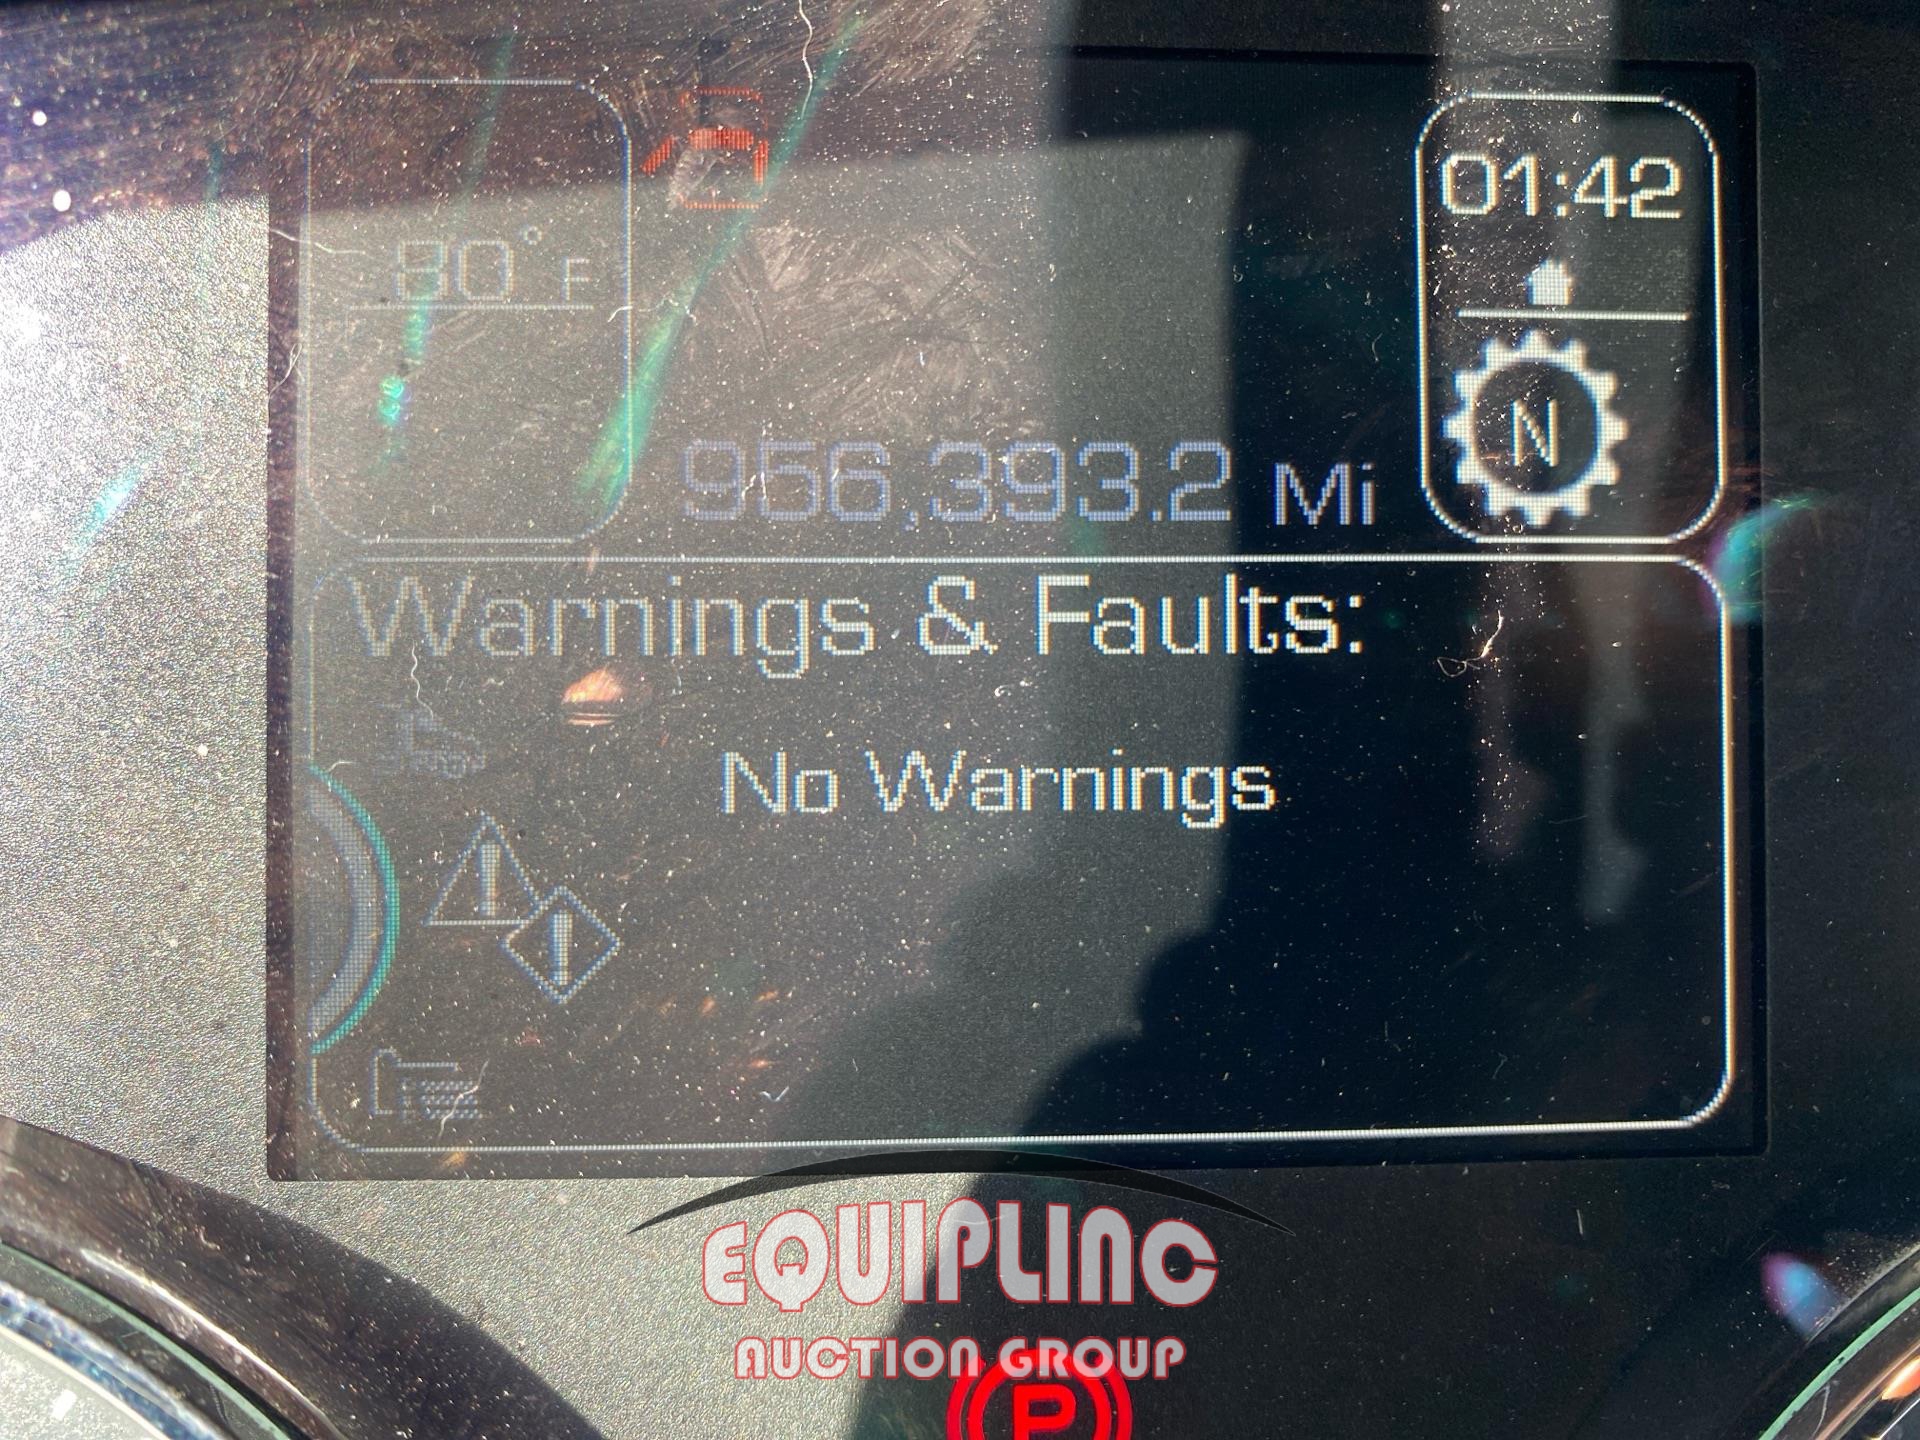 01:42
80° F
N
956,393.2 Mi
Warnings & Faults:
No Warnings
EQUIPLINC
AUCTION GROUP
P